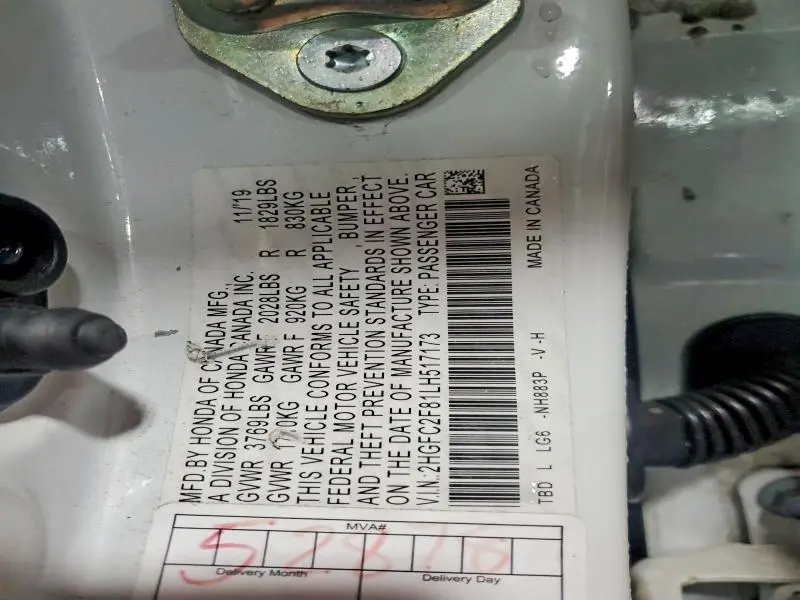 MFD.BY HONDA OF CANADA MFG., 11/19
A DIVISION OF HONDA CANADA INC.
GVWR 3769LBS GAWR F 2028LBS R 1829LBS
GVWR 1710KG GAWR F 920KG R 830KG
THIS VEHICLE CONFORMS TO ALL APPLICABLE
FEDERAL MOTOR VEHICLE SAFETY , BUMPER ,
AND THEFT PREVENTION STANDARDS IN EFFECT
ON THE DATE OF MANUFACTURE SHOWN ABOVE.
V.I.N.:2HGFC2F81LH517173 TYPE: PASSENGER CAR
TBD L LG6 -NH883P -V-H MADE IN CANADA
MVA#
Delivery Month Delivery Day